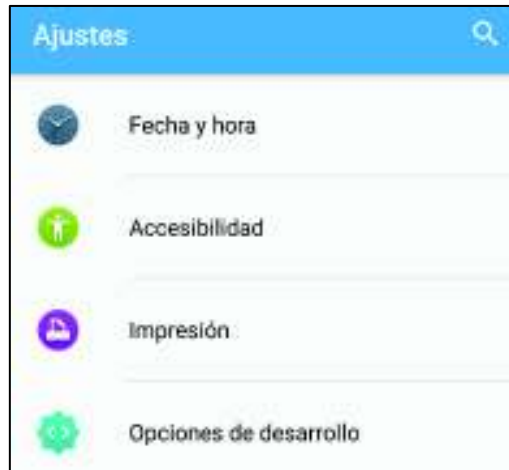 Ajustes
Fecha y hora
Accesibilidad
Impresión
Opciones de desarrollo